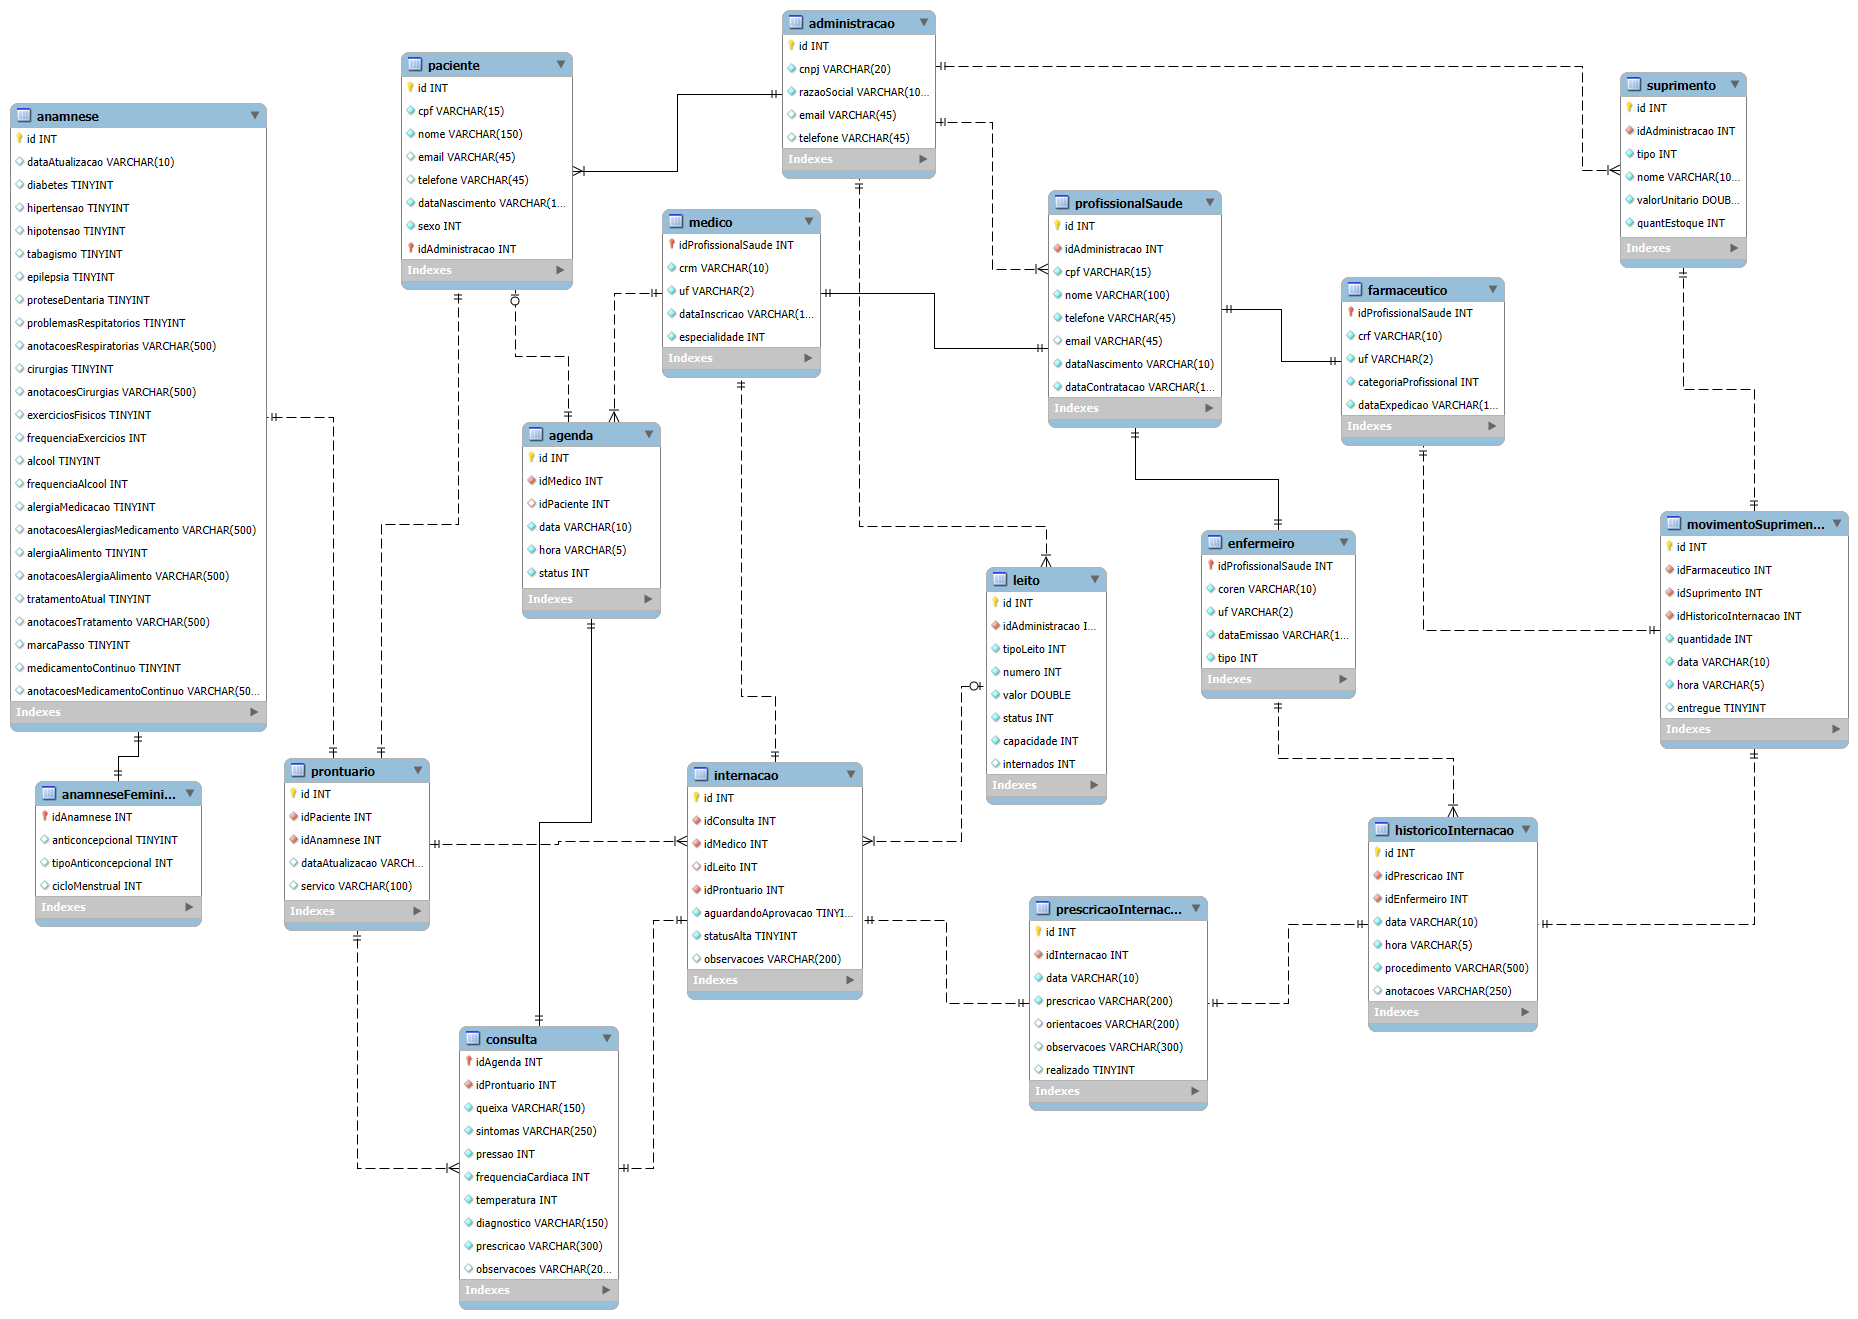 administracao
id INT
cnpj VARCHAR(20)
razaoSocial VARCHAR(10...
email VARCHAR(45)
telefone VARCHAR(45)
Indexes
paciente
id INT
cpf VARCHAR(15)
nome VARCHAR(150)
email VARCHAR(45)
telefone VARCHAR(45)
dataNascimento VARCHAR(1...
sexo INT
idAdministracao INT
Indexes
suprimento
id INT
idAdministracao INT
tipo INT
nome VARCHAR(10...
valorUnitario DOUB...
quantEstoque INT
Indexes
anamnese
id INT
dataAtualizacao VARCHAR(10)
diabetes TINYINT
hipertensao TINYINT
hipotensao TINYINT
tabagismo TINYINT
epilepsia TINYINT
proteseDentaria TINYINT
problemasRespitatorios TINYINT
anotacoesRespiratorias VARCHAR(500)
cirurgias TINYINT
anotacoesCirurgias VARCHAR(500)
exerciciosFisicos TINYINT
frequenciaExercicios INT
alcool TINYINT
frequenciaAlcool INT
alergiaMedicacao TINYINT
anotacoesAlergiasMedicamento VARCHAR(500)
alergiaAlimento TINYINT
anotacoesAlergiaAlimento VARCHAR(500)
tratamentoAtual TINYINT
anotacoesTratamento VARCHAR(500)
marcaPasso TINYINT
medicamentoContinuo TINYINT
anotacoesMedicamentoContinuo VARCHAR(50...
Indexes
medico
idProfissionalSaude INT
crm VARCHAR(10)
uf VARCHAR(2)
dataInscricao VARCHAR(1...
especialidade INT
Indexes
profissionalSaude
id INT
idAdministracao INT
cpf VARCHAR(15)
nome VARCHAR(100)
telefone VARCHAR(45)
email VARCHAR(45)
dataNascimento VARCHAR(10)
dataContratacao VARCHAR(1...
Indexes
farmaceutico
idProfissionalSaude INT
crf VARCHAR(10)
uf VARCHAR(2)
categoriaProfissional INT
dataExpedicao VARCHAR(1...
Indexes
agenda
id INT
idMedico INT
idPaciente INT
data VARCHAR(10)
hora VARCHAR(5)
status INT
Indexes
movimentoSuprimen...
id INT
idFarmaceutico INT
idSuprimento INT
idHistoricoInternacao INT
quantidade INT
data VARCHAR(10)
hora VARCHAR(5)
entregue TINYINT
Indexes
enfermeiro
idProfissionalSaude INT
coren VARCHAR(10)
uf VARCHAR(2)
dataEmissao VARCHAR(1...
tipo INT
Indexes
leito
id INT
idAdministracao I...
tipoLeito INT
numero INT
valor DOUBLE
status INT
capacidade INT
internados INT
Indexes
anamneseFemini...
idAnamnese INT
anticoncepcional TINYINT
tipoAnticoncepcional INT
cicloMenstrual INT
Indexes
prontuario
id INT
idPaciente INT
idAnamnese INT
dataAtualizacao VARCH...
servico VARCHAR(100)
Indexes
internacao
id INT
idConsulta INT
idMedico INT
idLeito INT
idProntuario INT
aguardandoAprovacao TINYI...
statusAlta TINYINT
observacoes VARCHAR(200)
Indexes
historicoInternacao
id INT
idPrescricao INT
idEnfermeiro INT
data VARCHAR(10)
hora VARCHAR(5)
procedimento VARCHAR(500)
anotacoes VARCHAR(250)
Indexes
prescricaoInternac...
id INT
idInternacao INT
data VARCHAR(10)
prescricao VARCHAR(200)
orientacoes VARCHAR(200)
observacoes VARCHAR(300)
realizado TINYINT
Indexes
consulta
idAgenda INT
idProntuario INT
queixa VARCHAR(150)
sintomas VARCHAR(250)
pressao INT
frequenciaCardiaca INT
temperatura INT
diagnostico VARCHAR(150)
prescricao VARCHAR(300)
observacoes VARCHAR(20...
Indexes